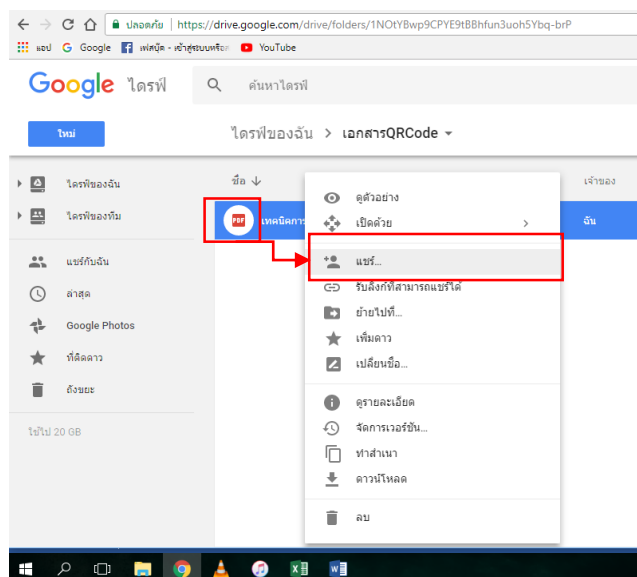 ปลอดภัย | https://drive.google.com/drive/folders/1NOtYBwp9CPYE9tBBhfun3uoh5Ybq-brP
แอป Google เฟสบุ๊ค - เข้าสู่ระบบหรือ YouTube
Google ไดรฟ์ ค้นหาไดรฟ์
ใหม่ ไดรฟ์ของฉัน > เอกสารQRCode
ไดรฟ์ของฉัน
ไดรฟ์ของทีม
แชร์กับฉัน
ล่าสุด
Google Photos
ที่ติดดาว
ถังขยะ
ใช้ไป 20 GB
ชื่อ เจ้าของ
PDF เทคนิคการ ฉัน
ดูตัวอย่าง
เปิดด้วย
แชร์...
รับลิงก์ที่สามารถแชร์ได้
ย้ายไปที่...
เพิ่มดาว
เปลี่ยนชื่อ...
ดูรายละเอียด
จัดการเวอร์ชัน...
ทำสำเนา
ดาวน์โหลด
ลบ